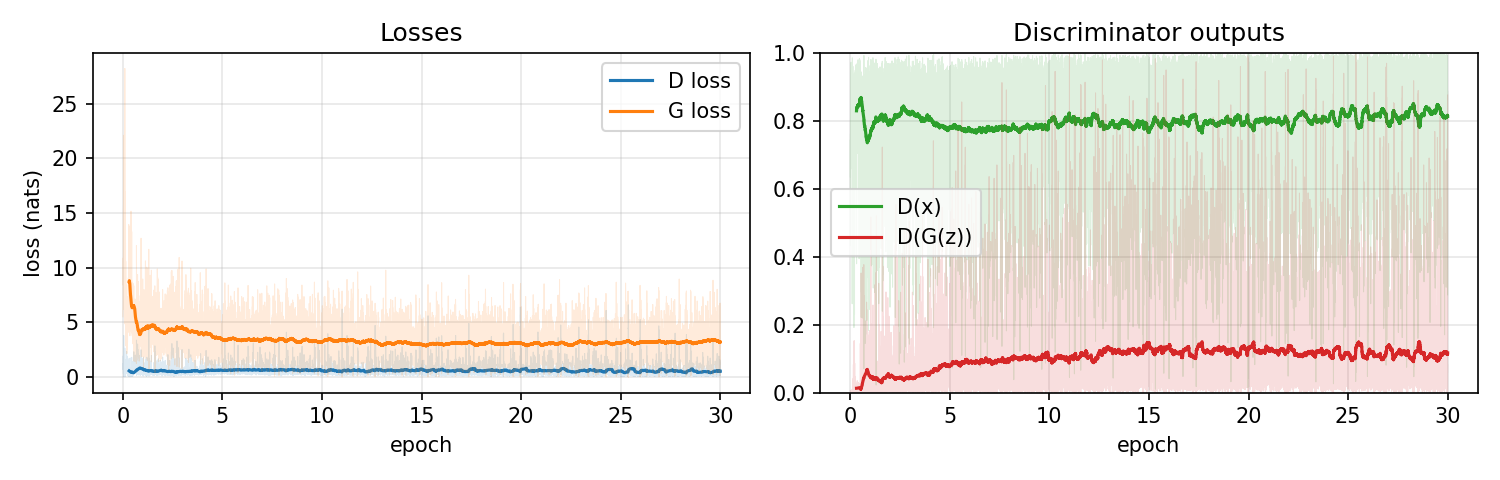 Losses
D loss
G loss
loss (nats)
25
20
15
10
5
0
0 5 10 15 20 25 30
epoch
Discriminator outputs
1.0
0.8
0.6
0.4
0.2
0.0
D(x)
D(G(z))
0 5 10 15 20 25 30
epoch